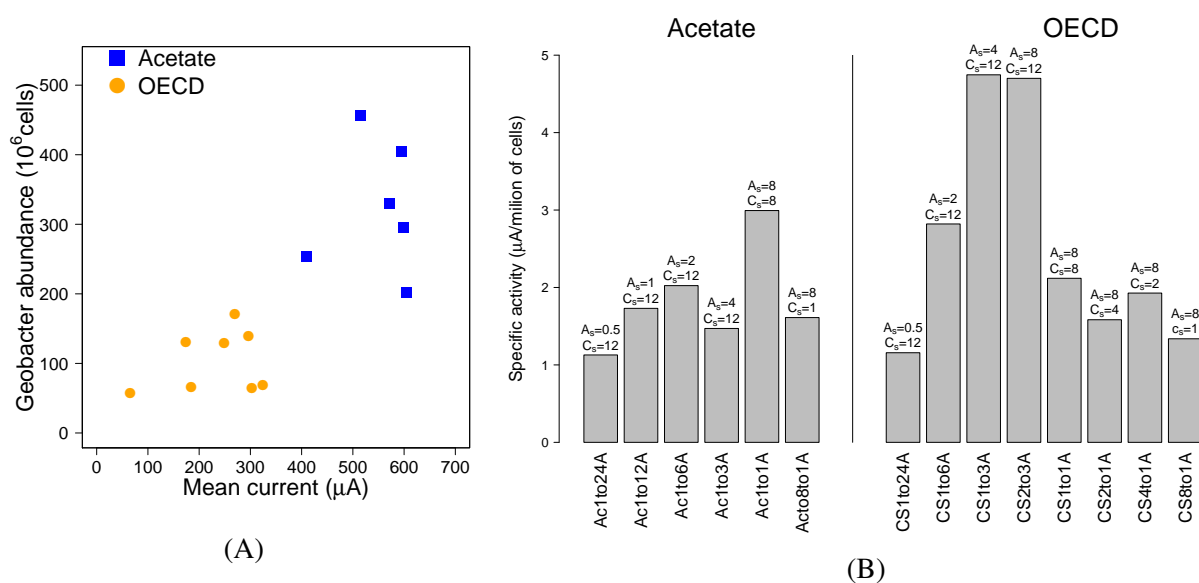 Acetate
OECD
Geobacter abundance (10⁶cells)
500
400
300
200
100
0
0 100 200 300 400 500 600 700
Mean current (µA)
(A)
Acetate OECD
Specific activity (µA/milion of cells)
5
4
3
2
1
0
Aₛ=0.5
Cₛ=12
Aₛ=1
Cₛ=12
Aₛ=2
Cₛ=12
Aₛ=4
Cₛ=12
Aₛ=8
Cₛ=8
Aₛ=8
Cₛ=1
Aₛ=0.5
Cₛ=12
Aₛ=2
Cₛ=12
Aₛ=4
Cₛ=12
Aₛ=8
Cₛ=12
Aₛ=8
Cₛ=8
Aₛ=8
Cₛ=4
Aₛ=8
Cₛ=2
Aₛ=8
cₛ=1
Ac1to24A
Ac1to12A
Ac1to6A
Ac1to3A
Ac1to1A
Acto8to1A
CS1to24A
CS1to6A
CS1to3A
CS2to3A
CS1to1A
CS2to1A
CS4to1A
CS8to1A
(B)